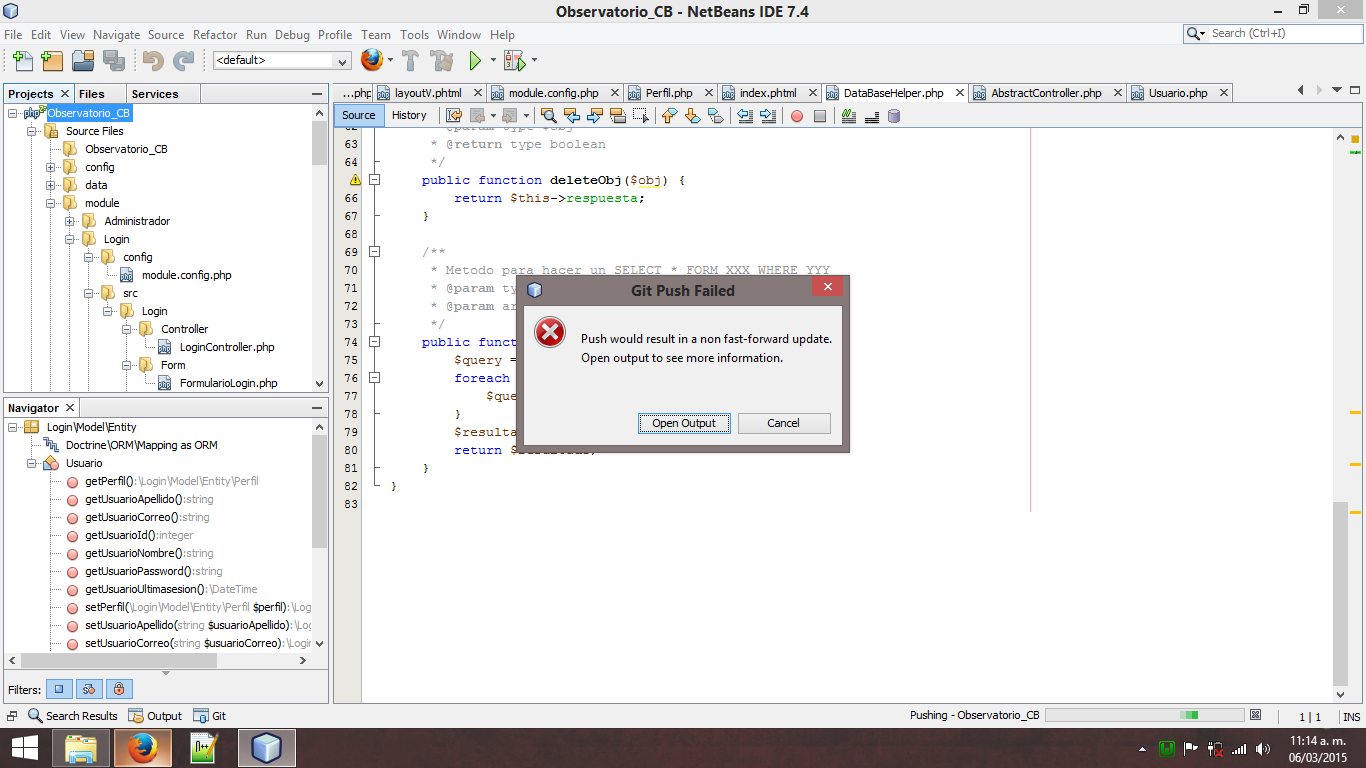 Observatorio_CB - NetBeans IDE 7.4
File Edit View Navigate Source Refactor Run Debug Profile Team Tools Window Help
Search (Ctrl+I)
<default>
Projects Files Services
Observatorio_CB
Source Files
Observatorio_CB
config
data
module
Administrador
Login
config
module.config.php
src
Login
Controller
LoginController.php
Form
FormularioLogin.php
Navigator
Login\Model\Entity
Doctrine\ORM\Mapping as ORM
Usuario
getPerfil():\Login\Model\Entity\Perfil
getUsuarioApellido():string
getUsuarioCorreo():string
getUsuarioId():integer
getUsuarioNombre():string
getUsuarioPassword():string
getUsuarioUltimasesion():\DateTime
setPerfil(\Login\Model\Entity\Perfil $perfil):\Log
setUsuarioApellido(string $usuarioApellido):\Lo
setUsuarioCorreo(string $usuarioCorreo):\Login
Filters:
...php layoutV.phtml module.config.php Perfil.php index.phtml DataBaseHelper.php AbstractController.php Usuario.php
Source History
62 * @param type $obj
63 * @return type boolean
64 */
public function deleteObj($obj) {
66 return $this->respuesta;
67 }
68
69 /**
70 * Metodo para hacer un SELECT * FORM XXX WHERE YYY
71 * @param ty
72 * @param ar
73 */
74 public funct
75 $query =
76 foreach
77 $que
78 }
79 $resulta
80 return $
81 }
82 }
83
Git Push Failed
Push would result in a non fast-forward update.
Open output to see more information.
Open Output Cancel
Search Results Output Git
Pushing - Observatorio_CB
1 | 1 INS
11:14 a. m.
06/03/2015